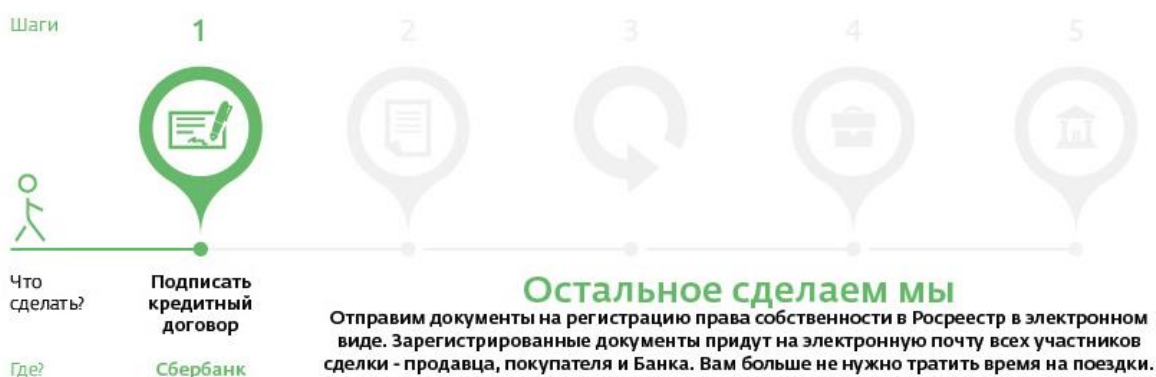 Шаги
1
2
3
4
5
Что
сделать?
Подписать
кредитный
договор
Остальное сделаем мы
Отправим документы на регистрацию права собственности в Росреестр в электронном
виде. Зарегистрированные документы придут на электронную почту всех участников
сделки - продавца, покупателя и Банка. Вам больше не нужно тратить время на поездки.
Где?
Сбербанк